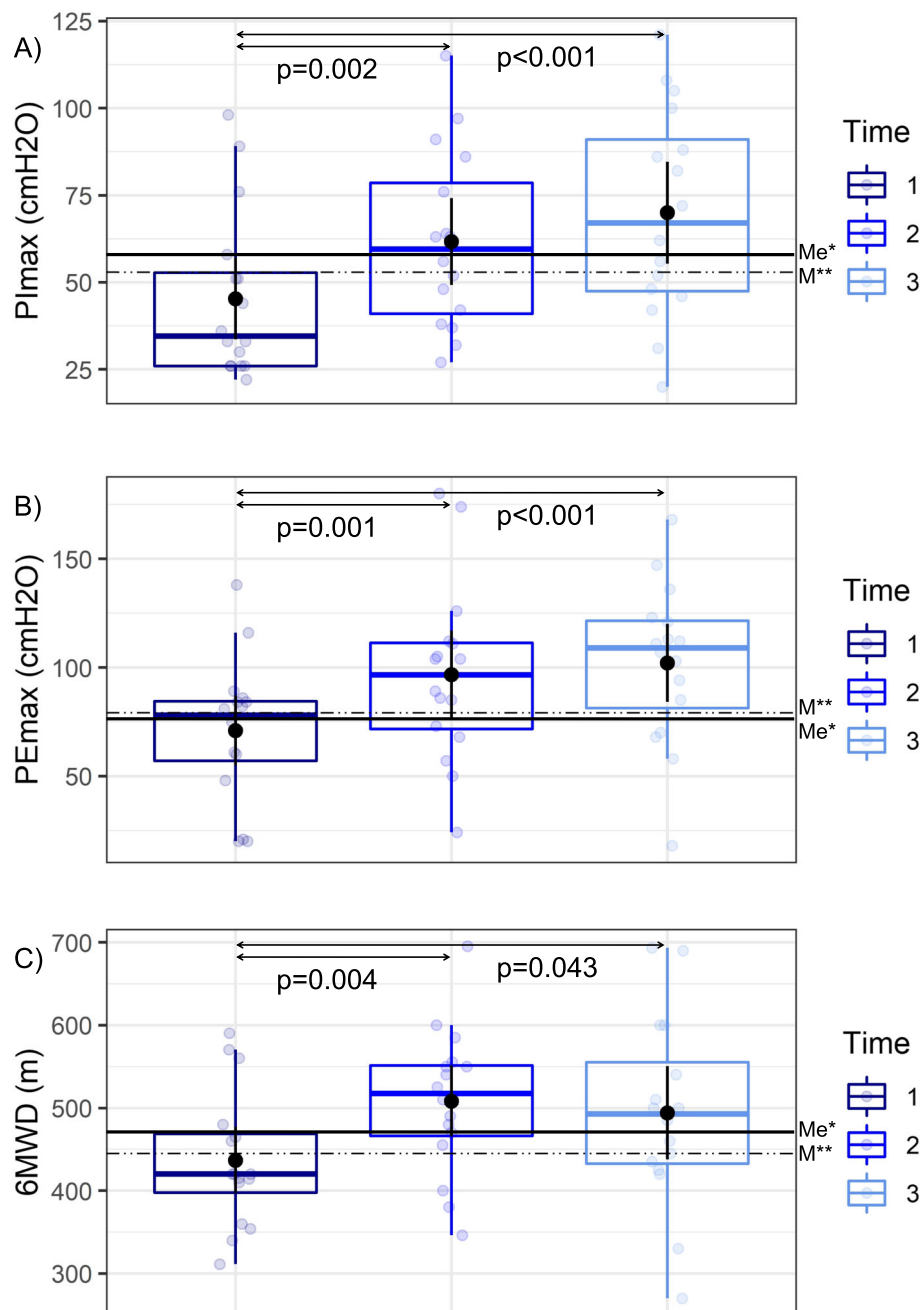 A)
PImax (cmH2O)
125
100
75
50
25
p=0.002
p<0.001
Me*
M**
Time
1
2
3
B)
PEmax (cmH2O)
150
100
50
p=0.001
p<0.001
M**
Me*
Time
1
2
3
C)
6MWD (m)
700
600
500
400
300
p=0.004
p=0.043
Me*
M**
Time
1
2
3